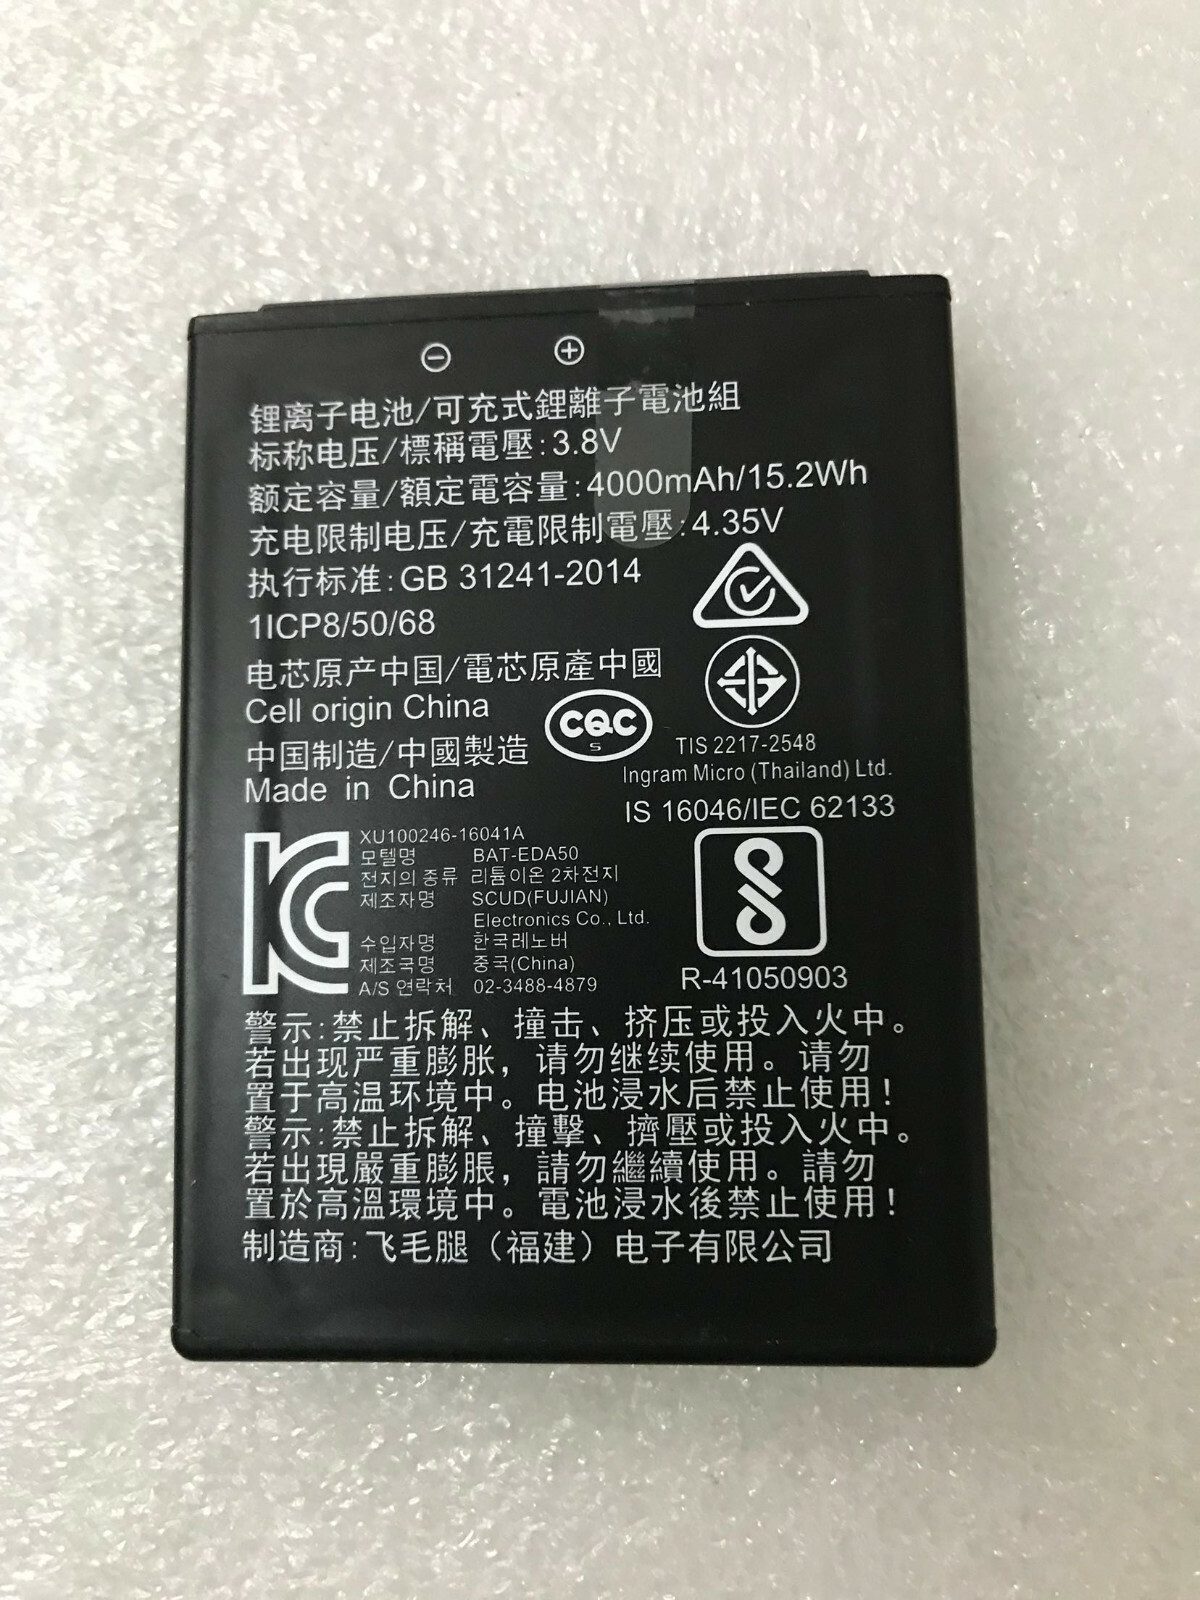 ⊖ ⊕
锂离子电池/可充式鋰離子電池組
标称电压/標稱電壓:3.8V
额定容量/額定電容量:4000mAh/15.2Wh
充电限制电压/充電限制電壓:4.35V
执行标准:GB 31241-2014
1ICP8/50/68
电芯原产中国/電芯原產中國
Cell origin China
中国制造/中國製造
Made in China
CQC
S
TIS 2217-2548
Ingram Micro (Thailand) Ltd.
IS 16046/IEC 62133
XU100246-16041A
모텔명 BAT-EDA50
전지의 종류 리튬이온 2차전지
제조자명 SCUD(FUJIAN)
Electronics Co., Ltd.
수입자명 한국레노버
제조국명 중국(China)
A/S 연락처 02-3488-4879
R-41050903
警示:禁止拆解、撞击、挤压或投入火中。
若出现严重膨胀，请勿继续使用。请勿
置于高温环境中。电池浸水后禁止使用！
警示:禁止拆解、撞擊、擠壓或投入火中。
若出現嚴重膨脹，請勿繼續使用。請勿
置於高溫環境中。電池浸水後禁止使用！
制造商:飞毛腿（福建）电子有限公司